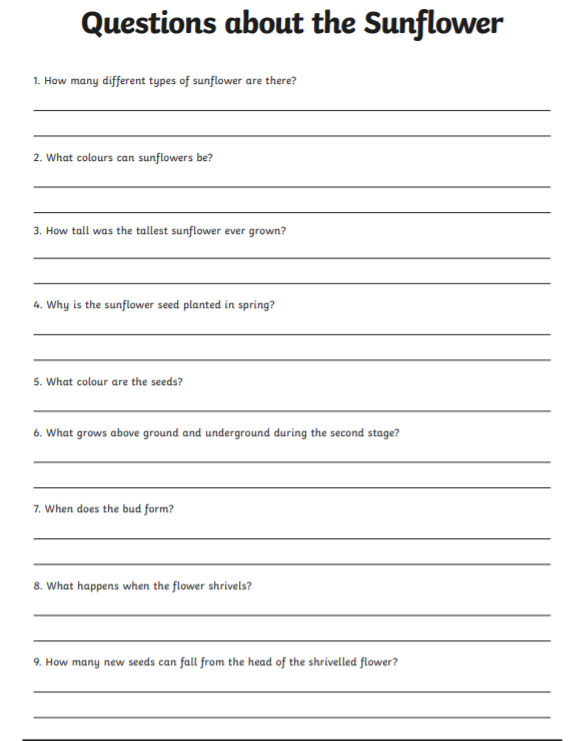 Questions about the Sunflower
1. How many different types of sunflower are there?
2. What colours can sunflowers be?
3. How tall was the tallest sunflower ever grown?
4. Why is the sunflower seed planted in spring?
5. What colour are the seeds?
6. What grows above ground and underground during the second stage?
7. When does the bud form?
8. What happens when the flower shrivels?
9. How many new seeds can fall from the head of the shrivelled flower?